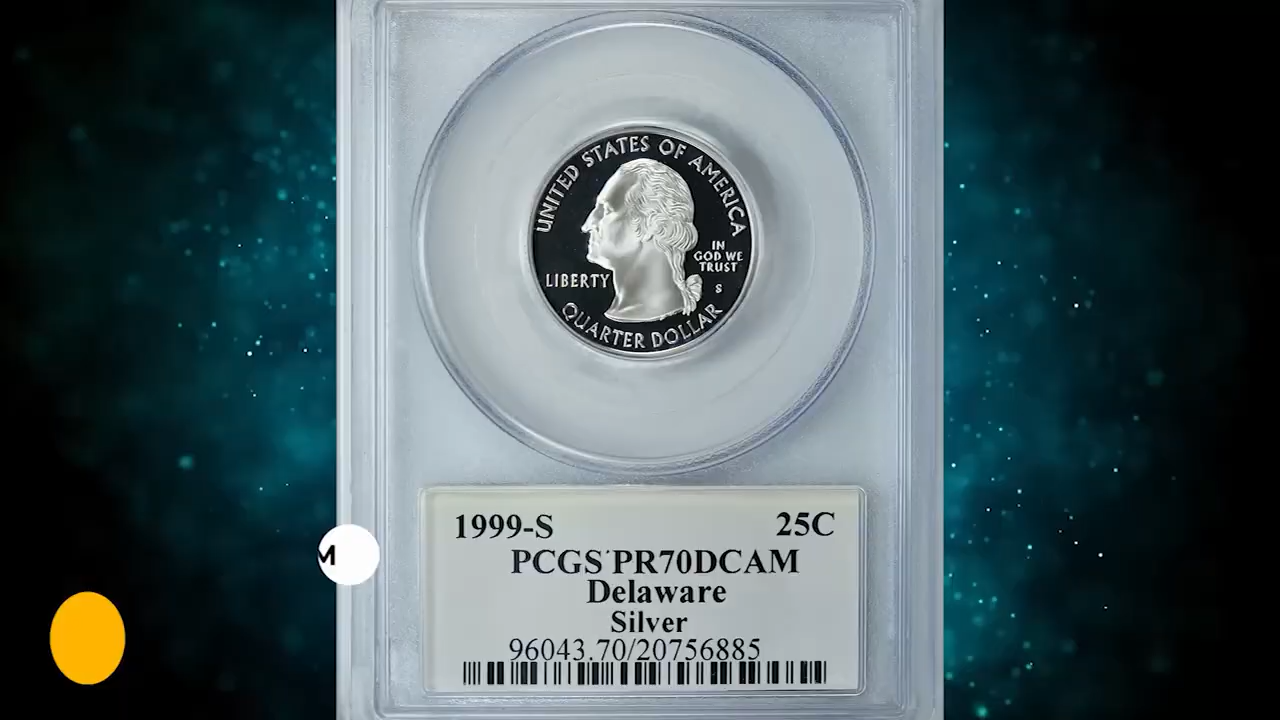 UNITED STATES OF AMERICA
IN
GOD WE
TRUST
LIBERTY
S
QUARTER DOLLAR
1999-S 25C
PCGS PR70DCAM
Delaware
Silver
96043.70/20756885
M